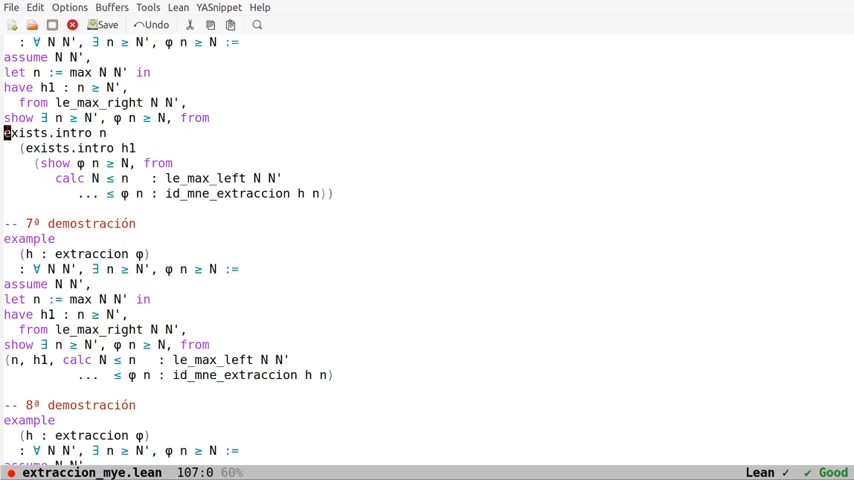 File Edit Options Buffers Tools Lean YASnippet Help
Save Undo
: ∀ N N', ∃ n ≥ N', φ n ≥ N :=
assume N N',
let n := max N N' in
have h1 : n ≥ N',
from le_max_right N N',
show ∃ n ≥ N', φ n ≥ N, from
exists.intro n
(exists.intro h1
(show φ n ≥ N, from
calc N ≤ n : le_max_left N N'
... ≤ φ n : id_mne_extraccion h n))
-- 7ª demostración
example
(h : extraccion φ)
: ∀ N N', ∃ n ≥ N', φ n ≥ N :=
assume N N',
let n := max N N' in
have h1 : n ≥ N',
from le_max_right N N',
show ∃ n ≥ N', φ n ≥ N, from
⟨n, h1, calc N ≤ n : le_max_left N N'
... ≤ φ n : id_mne_extraccion h n⟩
-- 8ª demostración
example
(h : extraccion φ)
: ∀ N N', ∃ n ≥ N', φ n ≥ N :=
assume N N',
extraccion_mye.lean 107:0 60% Lean ✓ ✓ Good